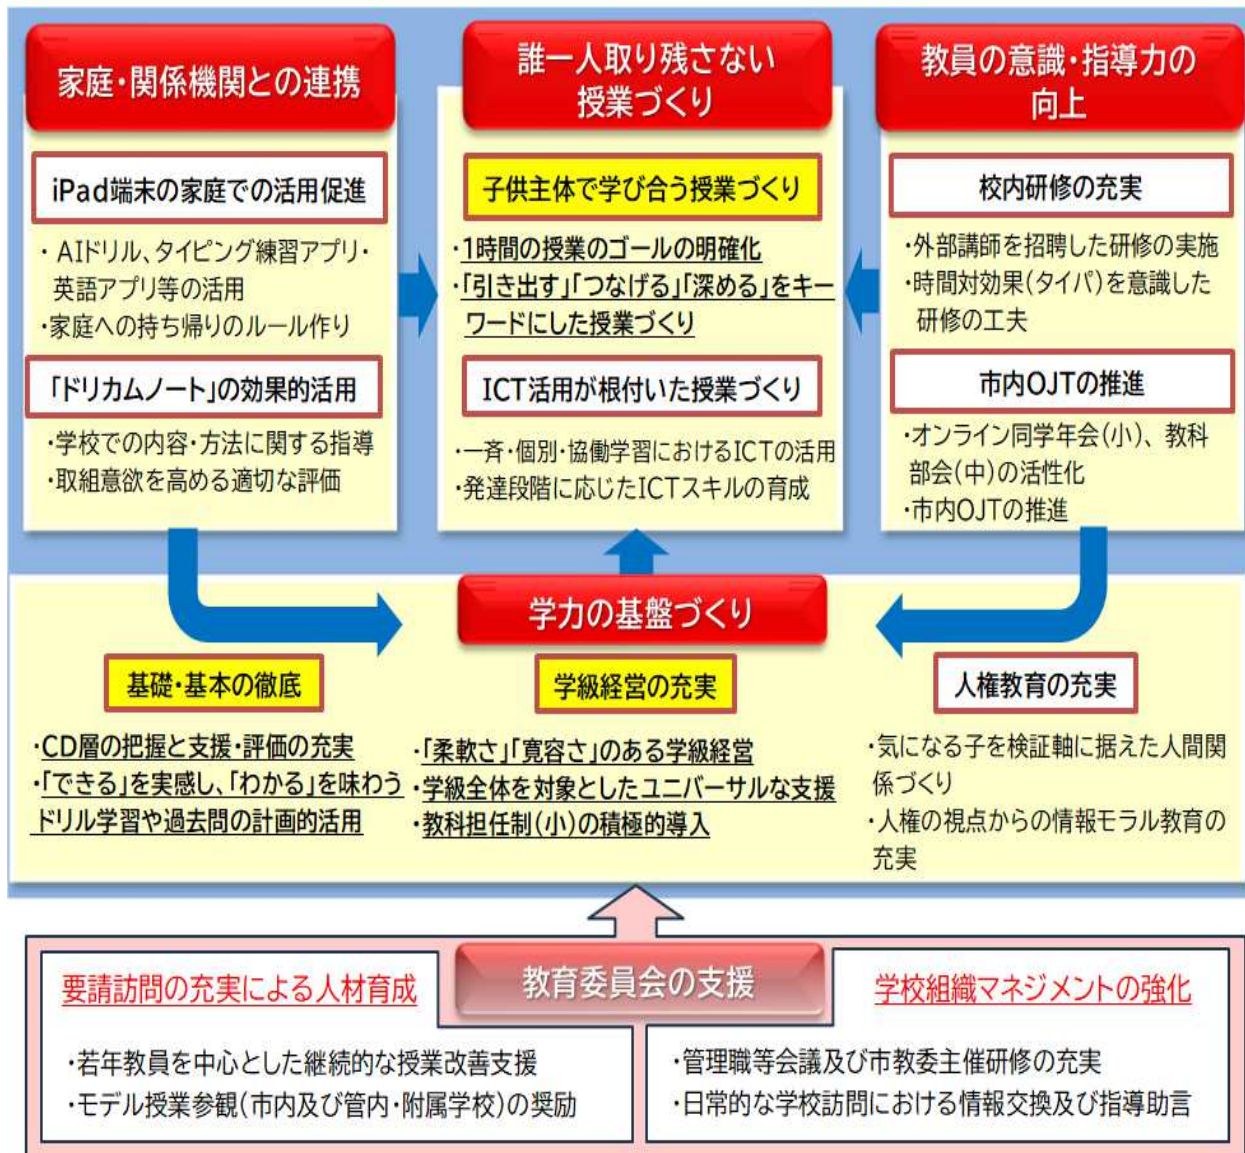 家庭・関係機関との連携
iPad端末の家庭での活用促進
・AIドリル、タイピング練習アプリ・
英語アプリ等の活用
・家庭への持ち帰りのルール作り
「ドリカムノート」の効果的活用
・学校での内容・方法に関する指導
・取組意欲を高める適切な評価
誰一人取り残さない
授業づくり
子供主体で学び合う授業づくり
・1時間の授業のゴールの明確化
・「引き出す」「つなげる」「深める」をキー
ワードにした授業づくり
ICT活用が根付いた授業づくり
・一斉・個別・協働学習におけるICTの活用
・発達段階に応じたICTスキルの育成
教員の意識・指導力の
向上
校内研修の充実
・外部講師を招聘した研修の実施
・時間対効果(タイパ)を意識した
研修の工夫
市内OJTの推進
・オンライン同学年会(小)、教科
部会(中)の活性化
・市内OJTの推進
学力の基盤づくり
基礎・基本の徹底
・CD層の把握と支援・評価の充実
・「できる」を実感し、「わかる」を味わう
ドリル学習や過去問の計画的活用
学級経営の充実
・「柔軟さ」「寛容さ」のある学級経営
・学級全体を対象としたユニバーサルな支援
・教科担任制(小)の積極的導入
人権教育の充実
・気になる子を検証軸に据えた人間関
係づくり
・人権の視点からの情報モラル教育の
充実
教育委員会の支援
要請訪問の充実による人材育成
・若年教員を中心とした継続的な授業改善支援
・モデル授業参観(市内及び管内・附属学校)の奨励
学校組織マネジメントの強化
・管理職等会議及び市教委主催研修の充実
・日常的な学校訪問における情報交換及び指導助言